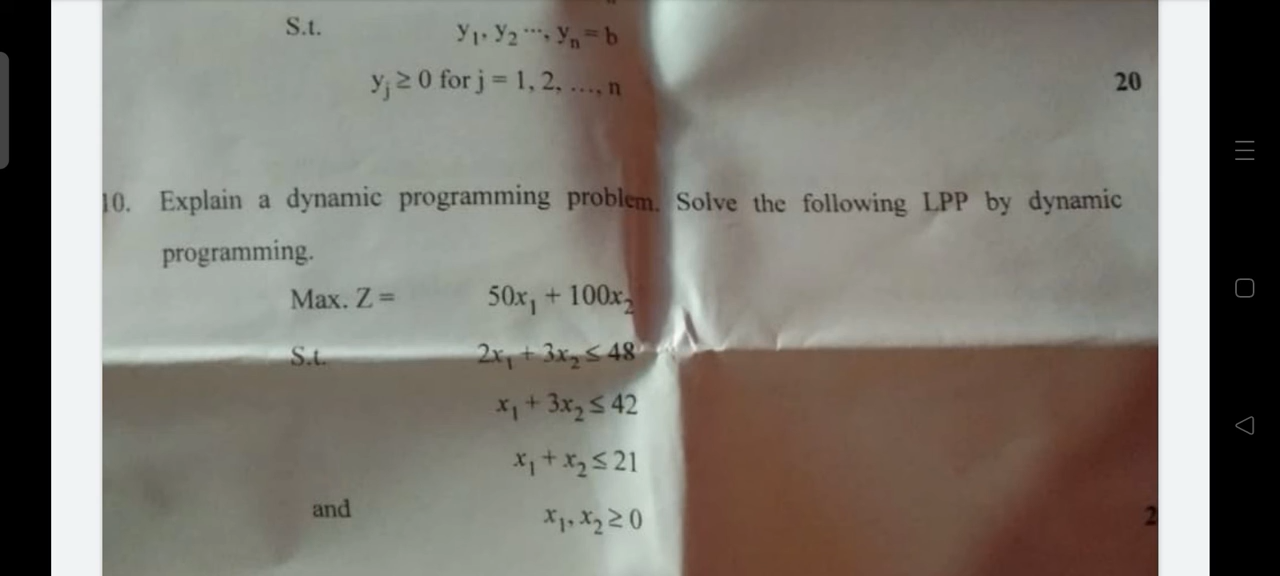 S.t. y₁, y₂ ···, yₙ = b
yⱼ ≥ 0 for j = 1, 2, ..., n 20
10. Explain a dynamic programming problem. Solve the following LPP by dynamic
programming.
Max. Z = 50x₁ + 100x₂
S.t. 2x₁ + 3x₂ ≤ 48
x₁ + 3x₂ ≤ 42
x₁ + x₂ ≤ 21
and x₁, x₂ ≥ 0 2